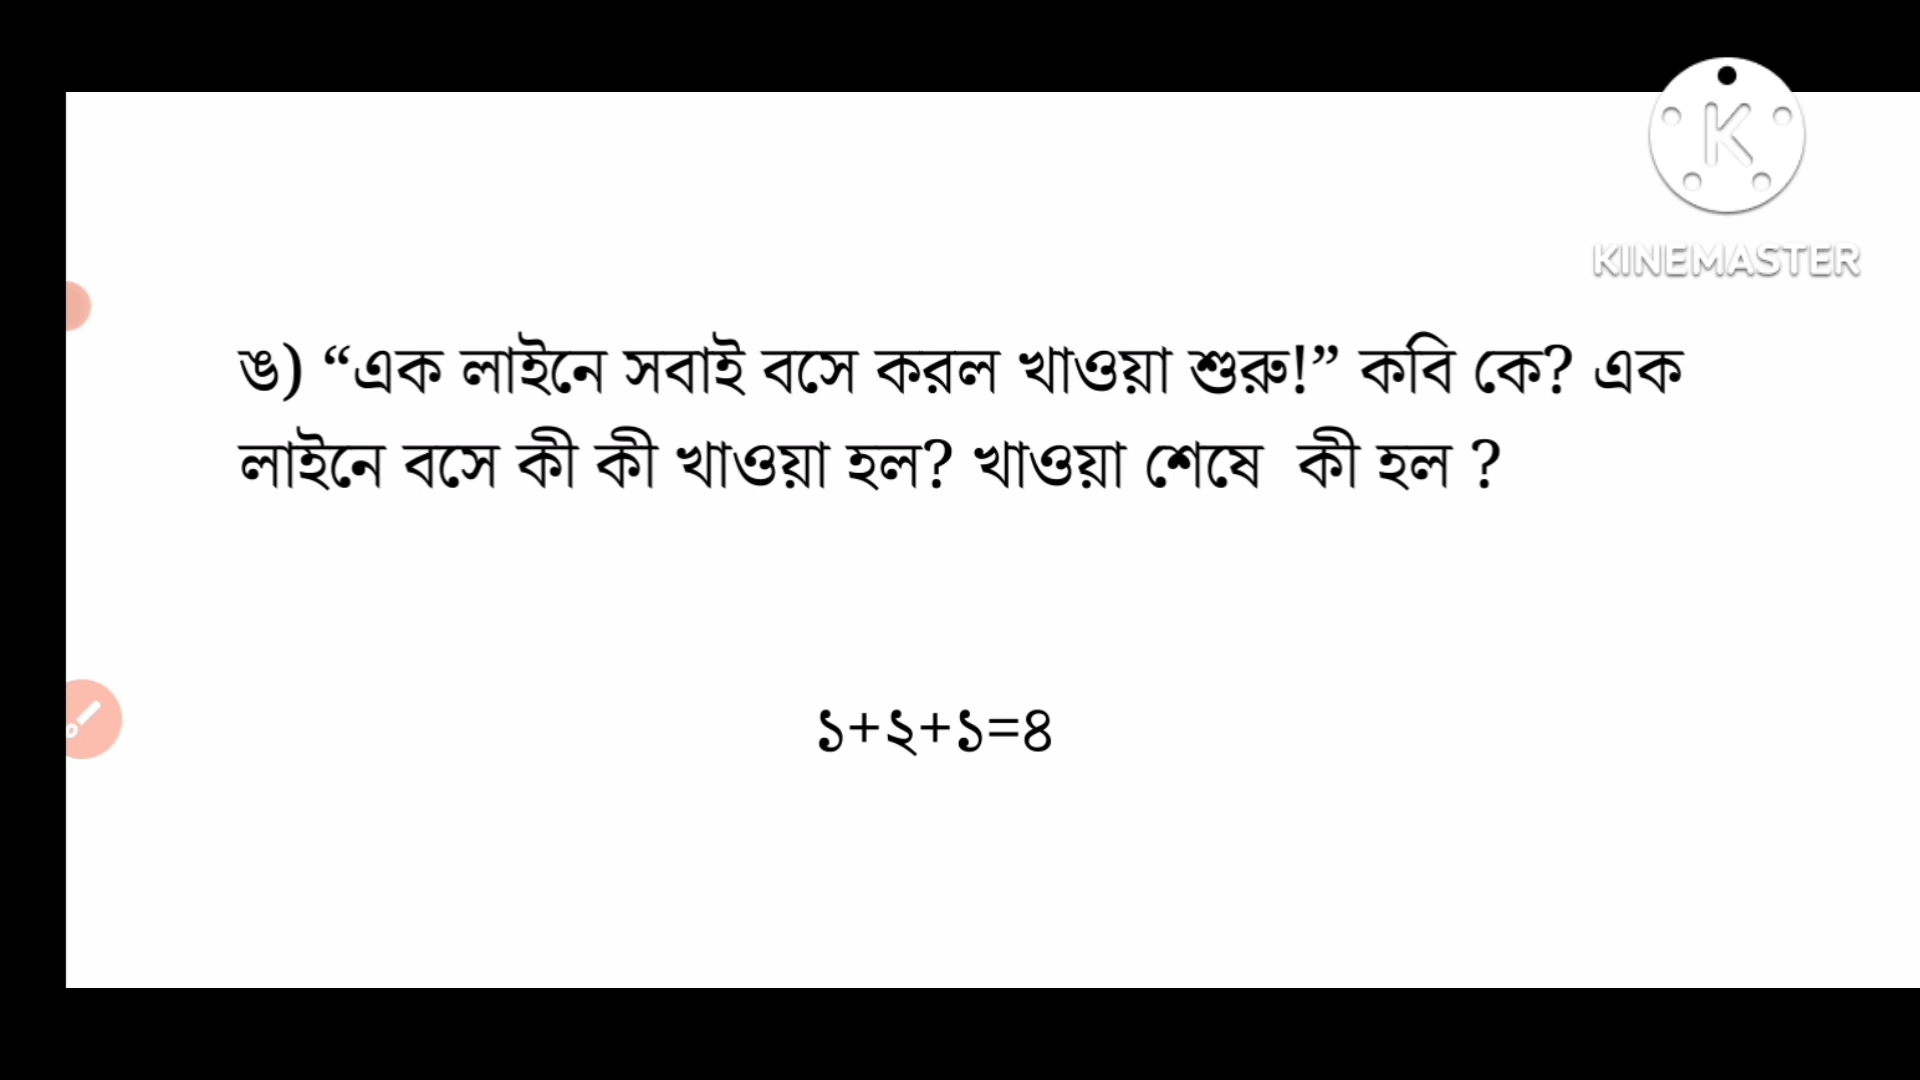 KINEMASTER
ঙ) “এক লাইনে সবাই বসে করল খাওয়া শুরু!” কবি কে? এক
লাইনে বসে কী কী খাওয়া হল? খাওয়া শেষে কী হল ?
১+২+১=৪